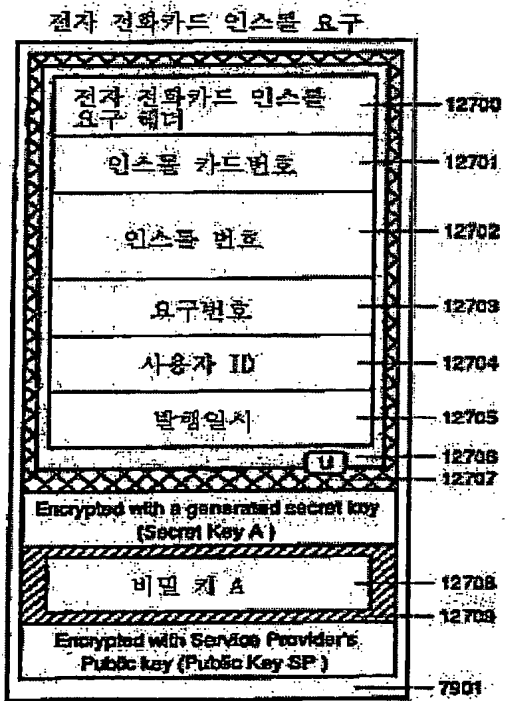 전자 전화카드 인스톨 요구
전자 전화카드 인스톨
요구 헤더
12700
인스톨 카드번호
12701
인스톨 번호
12702
요구번호
12703
사용자 ID
12704
발행일시
12705
U
12706
12707
Encrypted with a generated secret key
(Secret Key A)
비밀 키 A
12708
12709
Encrypted with Service Provider's
Public key (Public Key SP)
7901